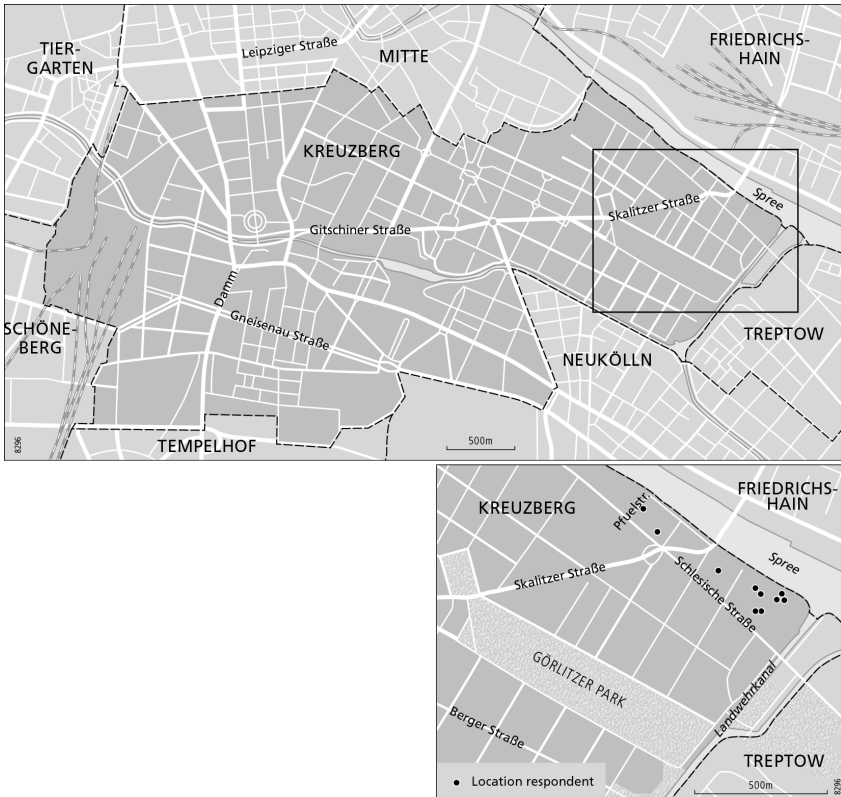 TIER-
GARTEN
Leipziger Straße
MITTE
FRIEDRICHS-
HAIN
KREUZBERG
Spree
Skalitzer Straße
Gitschiner Straße
Damm
Gneisenau Straße
SCHÖNE-
BERG
NEUKÖLLN
TREPTOW
TEMPELHOF
500m
8296
KREUZBERG
Pfuelstr.
FRIEDRICHS-
HAIN
Spree
Skalitzer Straße
Schlesische Straße
GÖRLITZER PARK
Landwehrkanal
Berger Straße
TREPTOW
Location respondent
500m
8296